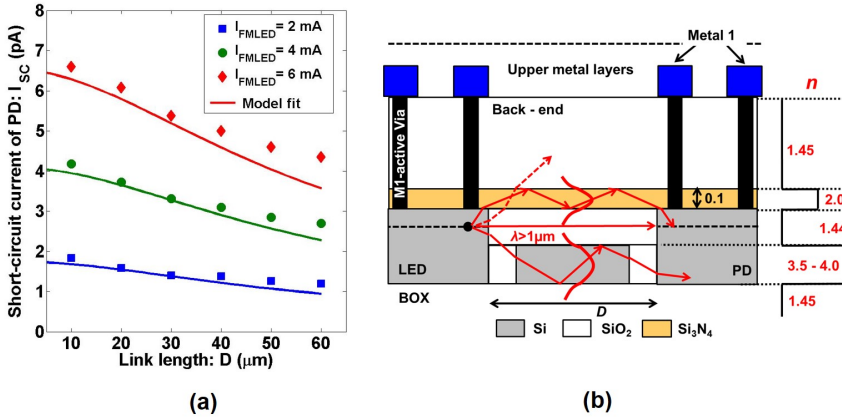 Short-circuit current of PD: I_SC (pA)
8
7
6
5
4
3
2
1
0
10 20 30 40 50 60
Link length: D (μm)
I_FMLED = 2 mA
I_FMLED = 4 mA
I_FMLED = 6 mA
Model fit
(a)
Metal 1
Upper metal layers
n
Back - end
M1-active Via
1.45
0.1
2.0
λ>1μm
1.44
LED
PD
3.5 - 4.0
BOX
D
1.45
Si
SiO₂
Si₃N₄
(b)